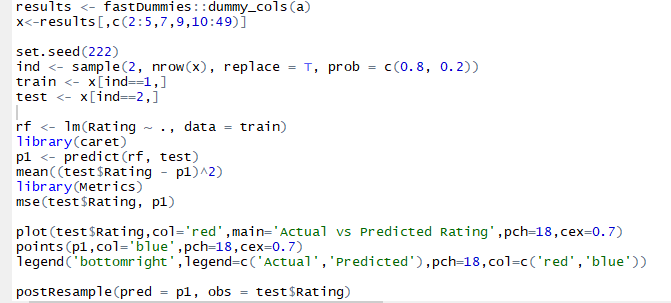 results <- fastDummies::dummy_cols(a)
x<-results[,c(2:5,7,9,10:49)]
set.seed(222)
ind <- sample(2, nrow(x), replace = T, prob = c(0.8, 0.2))
train <- x[ind==1,]
test <- x[ind==2,]
rf <- lm(Rating ~ ., data = train)
library(caret)
p1 <- predict(rf, test)
mean((test$Rating - p1)^2)
library(Metrics)
mse(test$Rating, p1)
plot(test$Rating,col='red',main='Actual vs Predicted Rating',pch=18,cex=0.7)
points(p1,col='blue',pch=18,cex=0.7)
legend('bottomright',legend=c('Actual','Predicted'),pch=18,col=c('red','blue'))
postResample(pred = p1, obs = test$Rating)